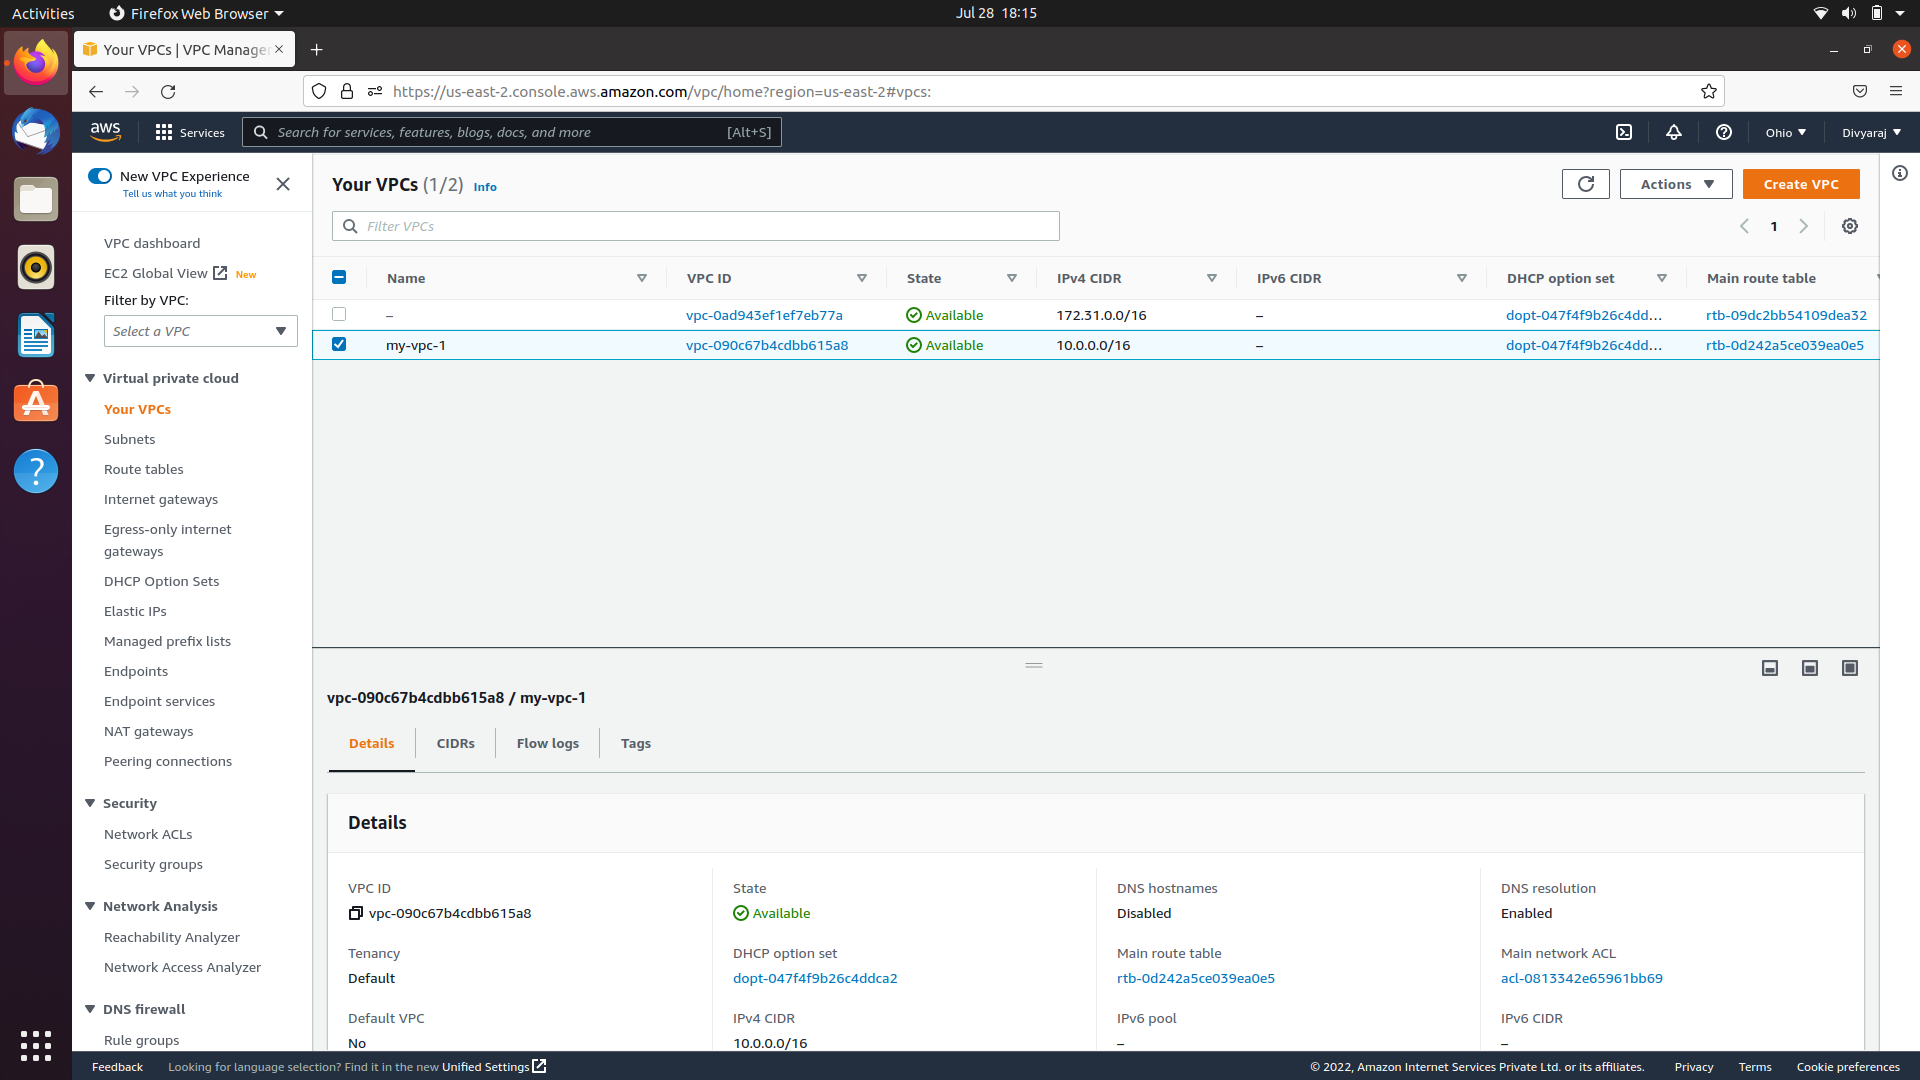 Activities
Firefox Web Browser
Jul 28 18:15
Your VPCs | VPC Manage
https://us-east-2.console.aws.amazon.com/vpc/home?region=us-east-2#vpcs:
aws
Services
Search for services, features, blogs, docs, and more [Alt+S]
Ohio
Divyaraj
New VPC Experience
Tell us what you think
VPC dashboard
EC2 Global View New
Filter by VPC:
Select a VPC
Virtual private cloud
Your VPCs
Subnets
Route tables
Internet gateways
Egress-only internet
gateways
DHCP Option Sets
Elastic IPs
Managed prefix lists
Endpoints
Endpoint services
NAT gateways
Peering connections
Security
Network ACLs
Security groups
Network Analysis
Reachability Analyzer
Network Access Analyzer
DNS firewall
Rule groups
Your VPCs (1/2) Info
Actions
Create VPC
Filter VPCs
1
Name VPC ID State IPv4 CIDR IPv6 CIDR DHCP option set Main route table
– vpc-0ad943ef1ef7eb77a Available 172.31.0.0/16 – dopt-047f4f9b26c4dd... rtb-09dc2bb54109dea32
my-vpc-1 vpc-090c67b4cdbb615a8 Available 10.0.0.0/16 – dopt-047f4f9b26c4dd... rtb-0d242a5ce039ea0e5
vpc-090c67b4cdbb615a8 / my-vpc-1
Details CIDRs Flow logs Tags
Details
VPC ID State DNS hostnames DNS resolution
vpc-090c67b4cdbb615a8 Available Disabled Enabled
Tenancy DHCP option set Main route table Main network ACL
Default dopt-047f4f9b26c4ddca2 rtb-0d242a5ce039ea0e5 acl-0813342e65961bb69
Default VPC IPv4 CIDR IPv6 pool IPv6 CIDR
No 10.0.0.0/16 – –
Feedback Looking for language selection? Find it in the new Unified Settings
© 2022, Amazon Internet Services Private Ltd. or its affiliates. Privacy Terms Cookie preferences